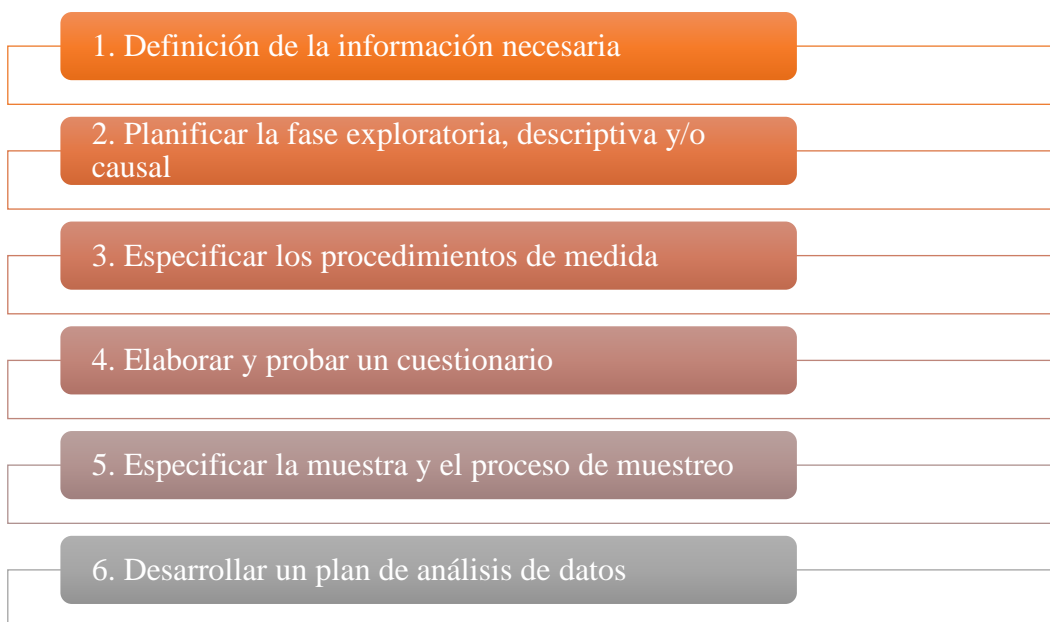 1. Definición de la información necesaria
2. Planificar la fase exploratoria, descriptiva y/o
causal
3. Especificar los procedimientos de medida
4. Elaborar y probar un cuestionario
5. Especificar la muestra y el proceso de muestreo
6. Desarrollar un plan de análisis de datos